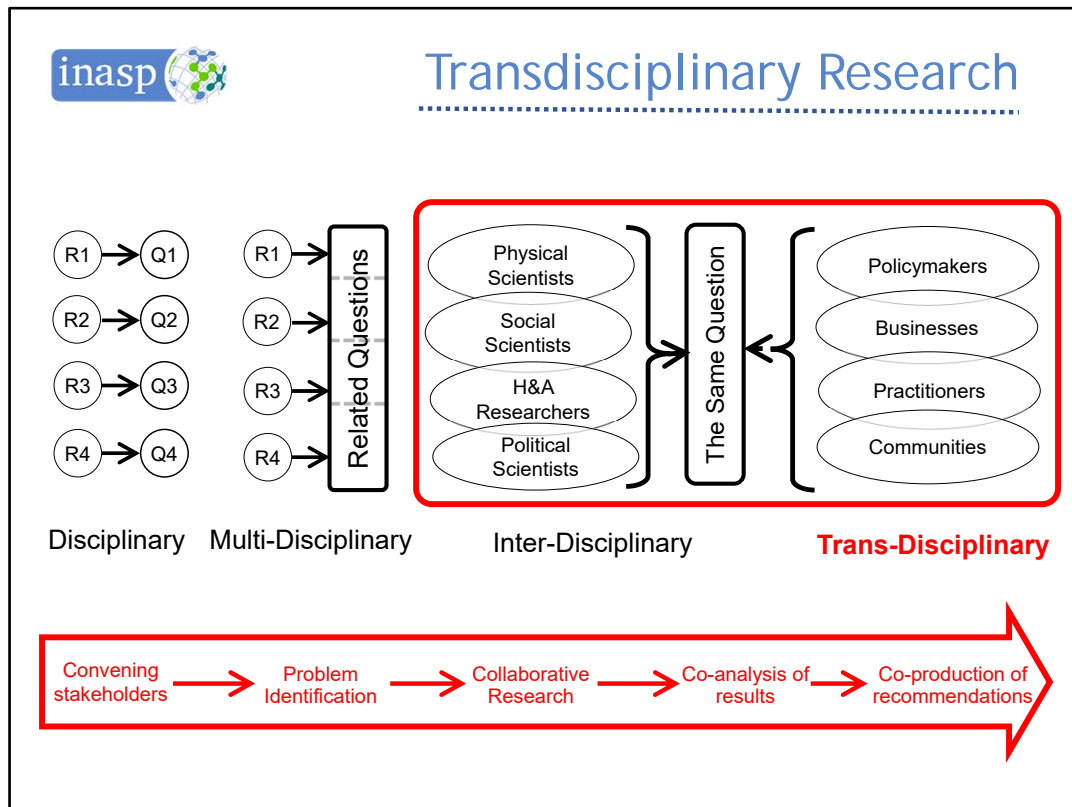 inasp
Transdisciplinary Research
R1
Q1
R2
Q2
R3
Q3
R4
Q4
R1
R2
R3
R4
Related Questions
Physical
Scientists
Social
Scientists
H&A
Researchers
Political
Scientists
The Same Question
Policymakers
Businesses
Practitioners
Communities
Disciplinary
Multi-Disciplinary
Inter-Disciplinary
Trans-Disciplinary
Convening
stakeholders
Problem
Identification
Collaborative
Research
Co-analysis of
results
Co-production of
recommendations